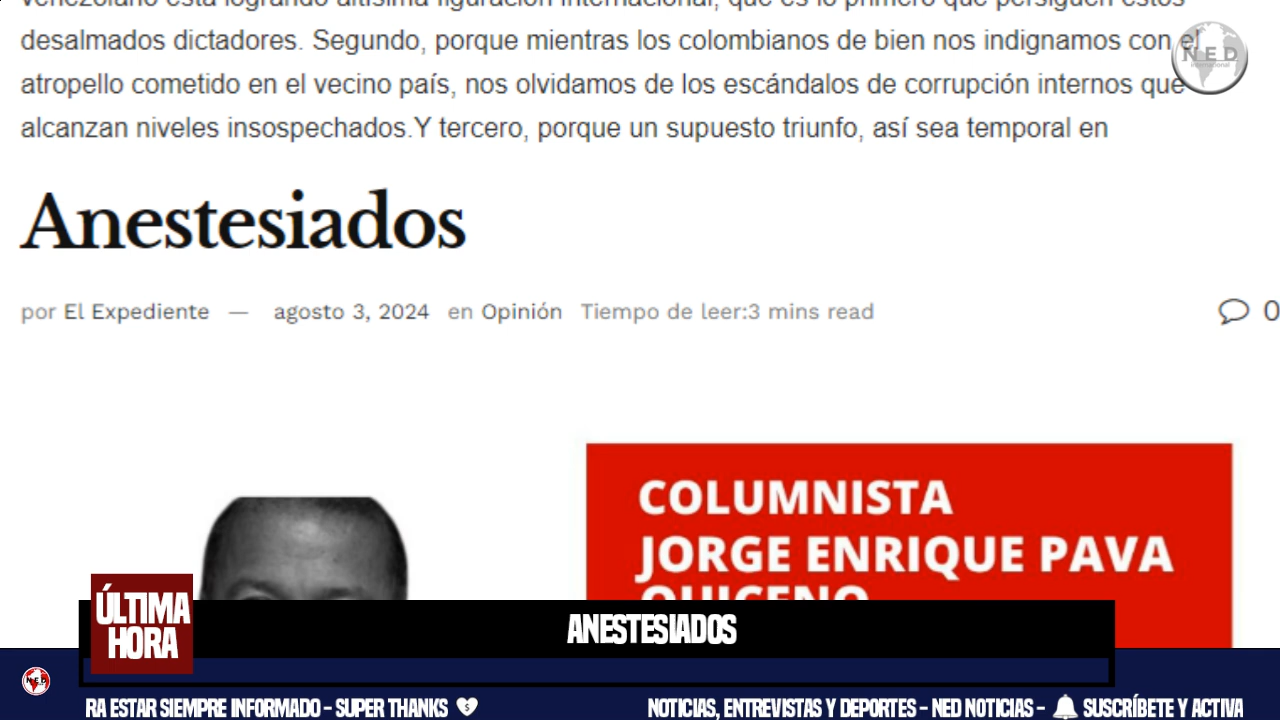 venezolano está logrando altísima figuración internacional, que es lo primero que persiguen estos
desalmados dictadores. Segundo, porque mientras los colombianos de bien nos indignamos con el
atropello cometido en el vecino país, nos olvidamos de los escándalos de corrupción internos que
alcanzan niveles insospechados.Y tercero, porque un supuesto triunfo, así sea temporal en
NED
International
Anestesiados
por El Expediente — agosto 3, 2024 en Opinión Tiempo de leer:3 mins read
0
COLUMNISTA
JORGE ENRIQUE PAVA
QUICENO
ÚLTIMA
HORA
ANESTESIADOS
NED
RA ESTAR SIEMPRE INFORMADO - SUPER THANKS
NOTICIAS, ENTREVISTAS Y DEPORTES - NED NOTICIAS - SUSCRÍBETE Y ACTIVA